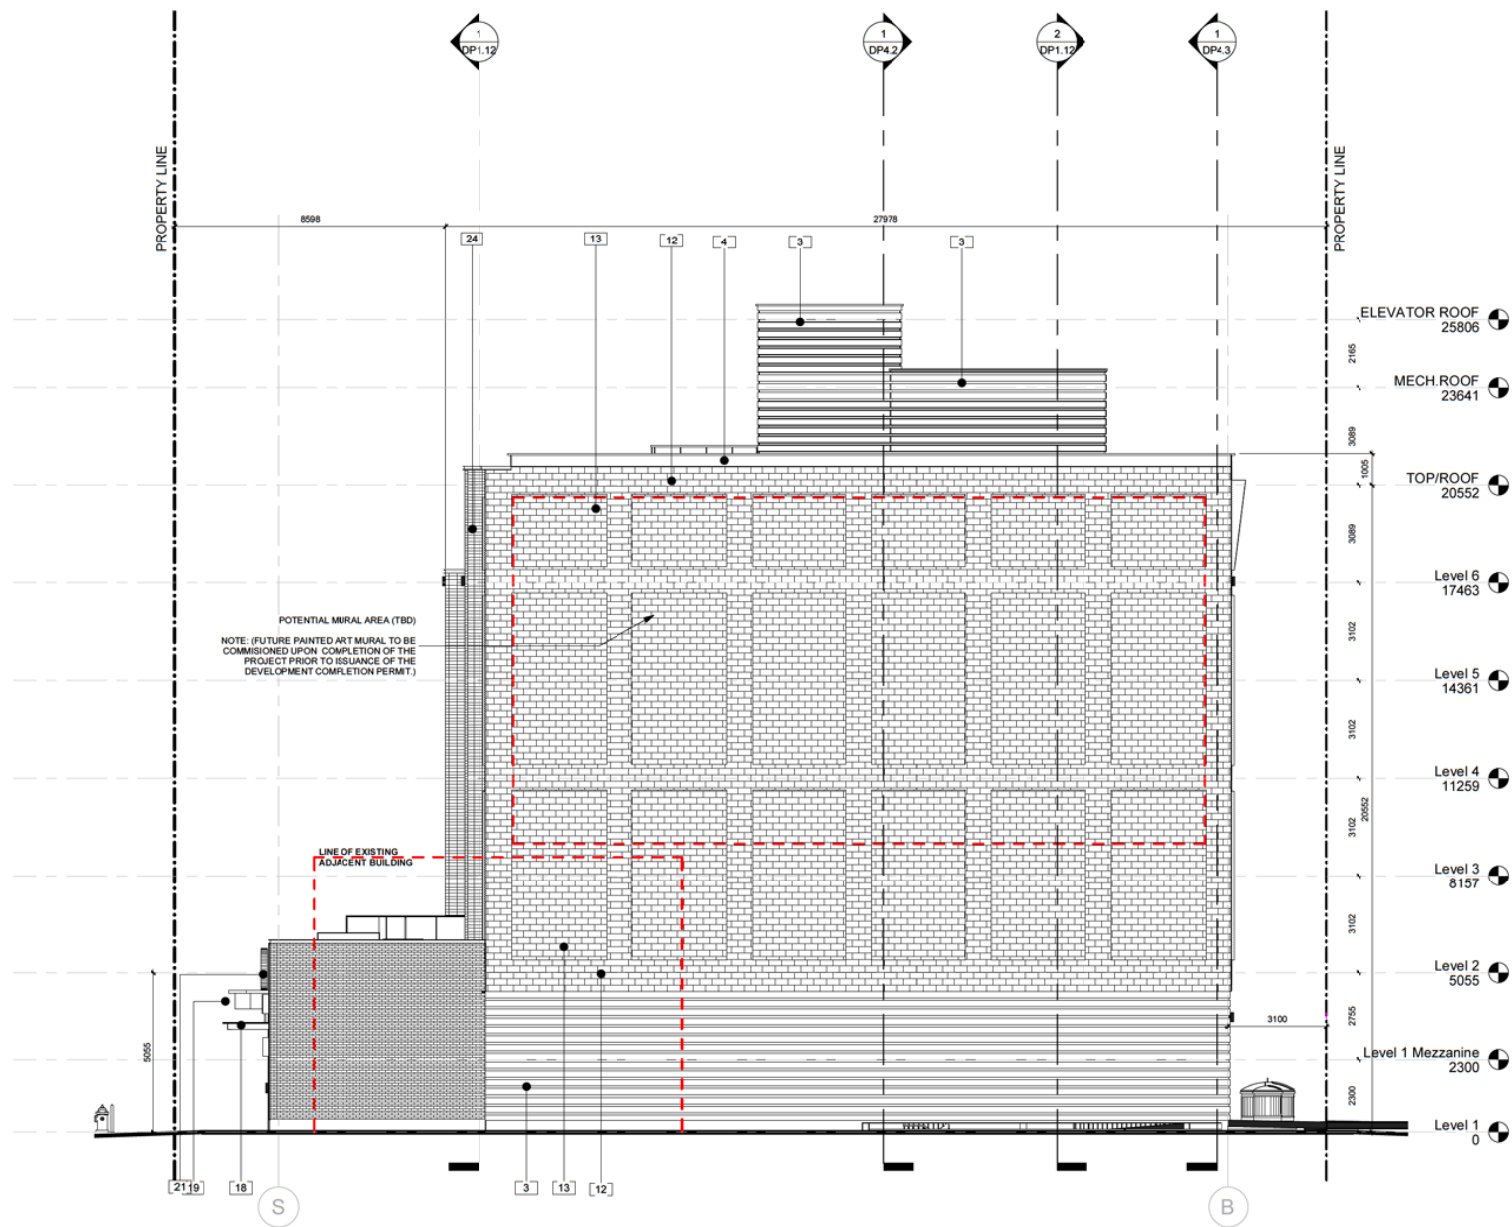 1
DP1.12
1
DP4.2
2
DP1.12
1
DP4.3
PROPERTY LINE
PROPERTY LINE
8598
27978
24
13
12
4
3
3
ELEVATOR ROOF
25806
2165
MECH.ROOF
23641
3089
1005
TOP/ROOF
20552
3089
Level 6
17463
3102
POTENTIAL MURAL AREA (TBD)
NOTE: (FUTURE PAINTED ART MURAL TO BE
COMMISIONED UPON COMPLETION OF THE
PROJECT PRIOR TO ISSUANCE OF THE
DEVELOPMENT COMPLETION PERMIT.)
Level 5
14361
3102
Level 4
11259
20552
3102
LINE OF EXISTING
ADJACENT BUILDING
Level 3
8157
3102
Level 2
5055
3100
2755
5055
Level 1 Mezzanine
2300
2300
Level 1
0
21
19
18
3
13
12
S
B